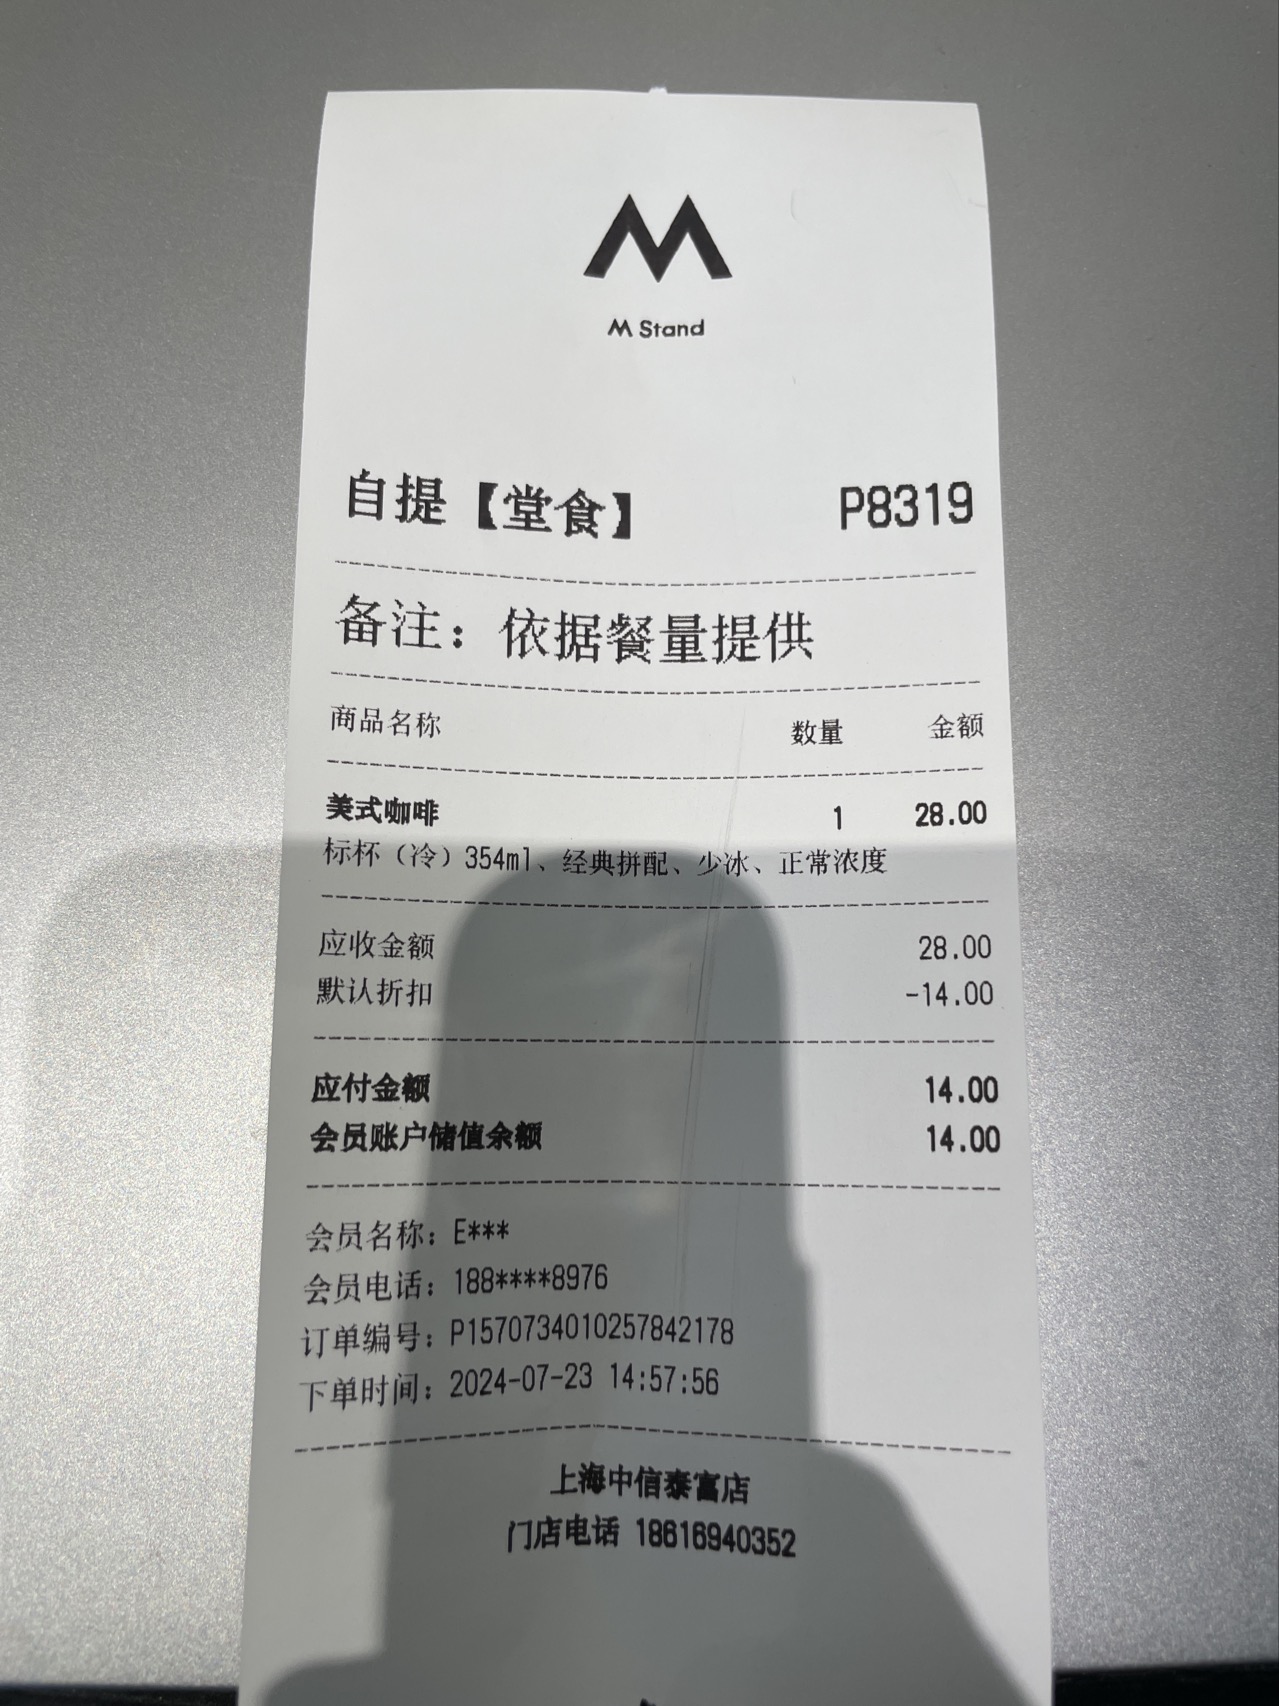 M Stand
自提【堂食】 P8319
备注：依据餐量提供
商品名称 数量 金额
美式咖啡 1 28.00
标杯（冷）354ml、经典拼配、少冰、正常浓度
应收金额 28.00
默认折扣 -14.00
应付金额 14.00
会员账户储值余额 14.00
会员名称：E***
会员电话：188****8976
订单编号：P1570734010257842178
下单时间：2024-07-23 14:57:56
上海中信泰富店
门店电话 18616940352